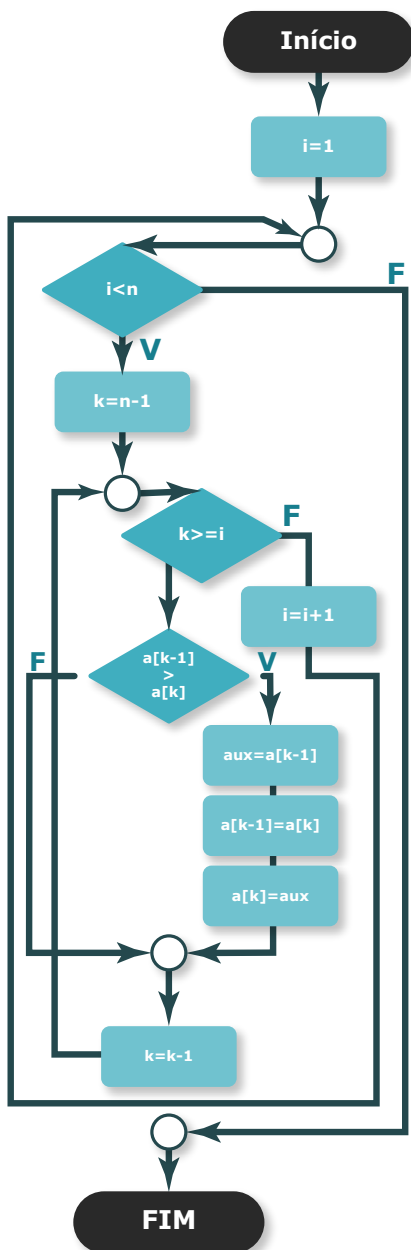 Início
i=1
i<n
F
V
k=n-1
k>=i
F
i=i+1
F
a[k-1]
>
a[k]
V
aux=a[k-1]
a[k-1]=a[k]
a[k]=aux
k=k-1
FIM